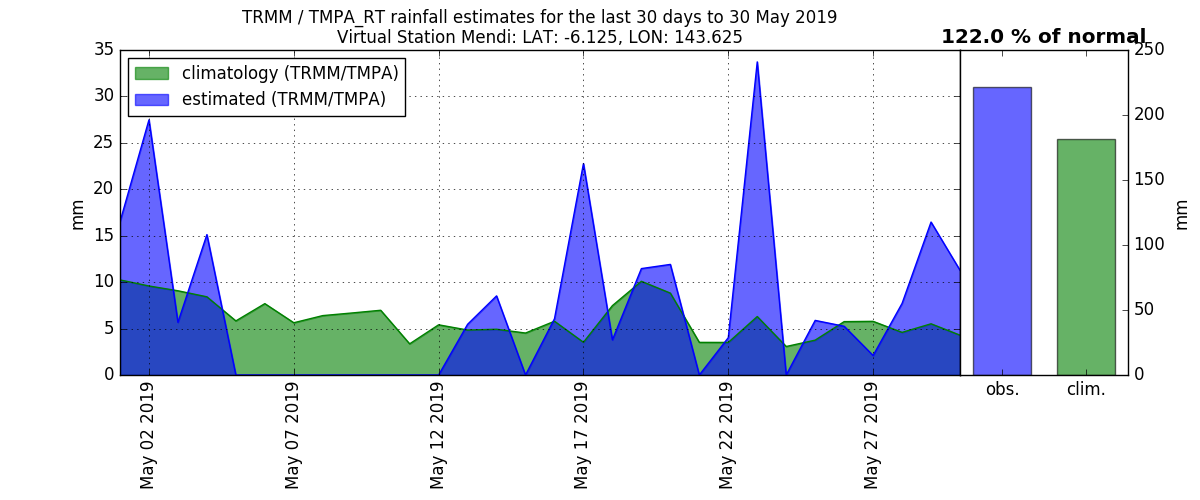 TRMM / TMPA_RT rainfall estimates for the last 30 days to 30 May 2019
Virtual Station Mendi: LAT: -6.125, LON: 143.625
122.0 % of normal
climatology (TRMM/TMPA)
estimated (TRMM/TMPA)
mm
35
30
25
20
15
10
5
0
May 02 2019
May 07 2019
May 12 2019
May 17 2019
May 22 2019
May 27 2019
obs.
clim.
250
200
150
100
50
0
mm